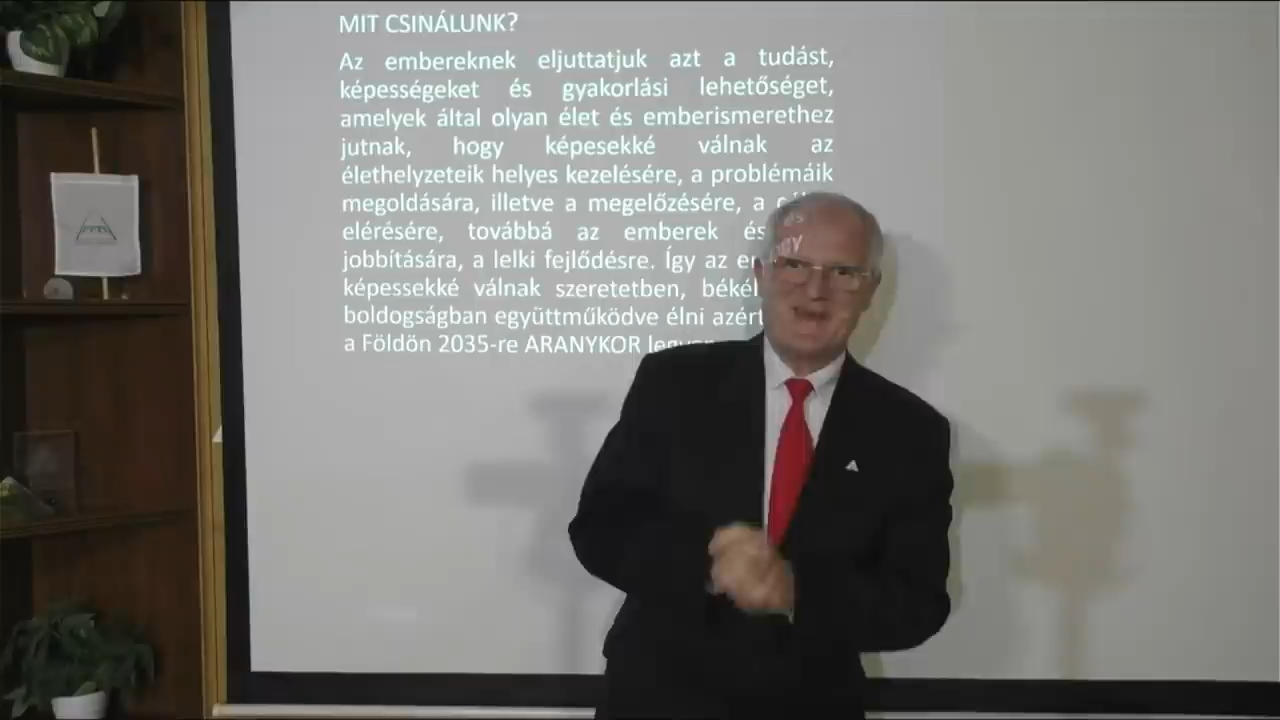 MIT CSINÁLUNK?
Az embereknek eljuttatjuk azt a tudást,
képességeket és gyakorlási lehetőséget,
amelyek által olyan élet és emberismerethez
jutnak, hogy képesekké válnak az
élethelyzeteik helyes kezelésére, a problémáik
megoldására, illetve a megelőzésére, a
elérésére, továbbá az emberek és
jobbítására, a lelki fejlődésre. Így az
képessekké válnak szeretetben,
boldogságban együttműködve élni azért
a Földön 2035-re ARANYKOR